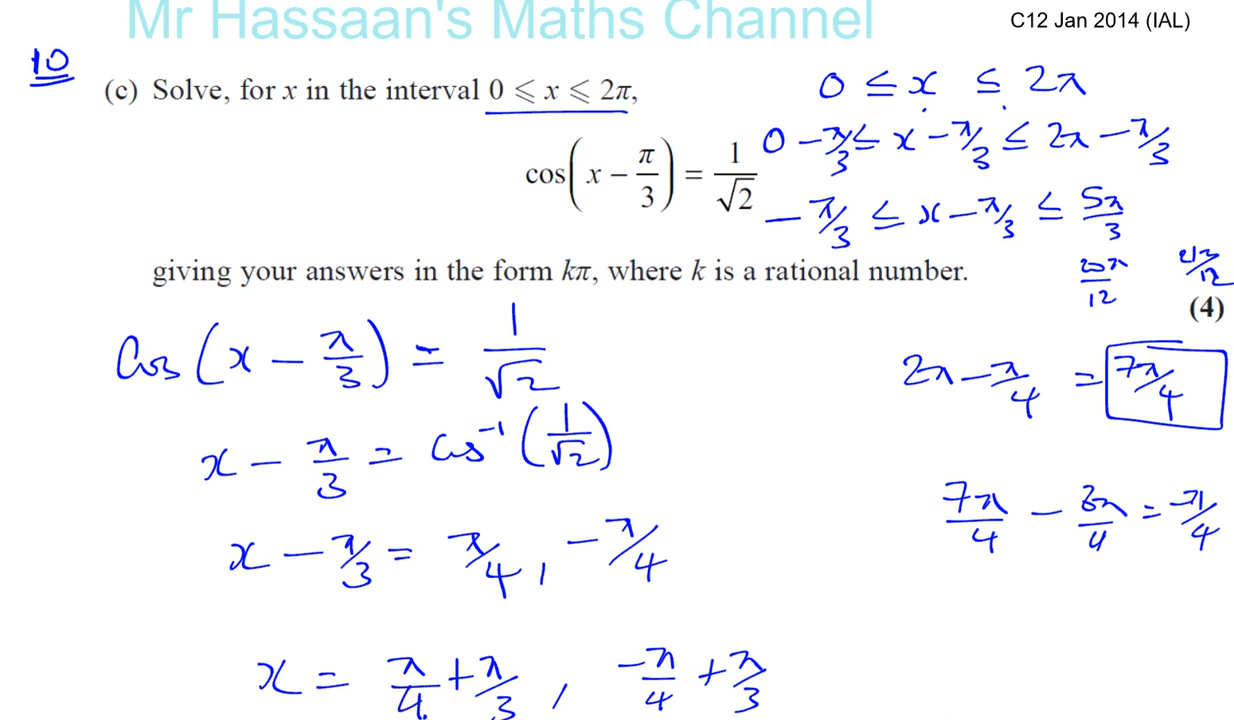 Mr Hassaan's Maths Channel
C12 Jan 2014 (IAL)
10
(c) Solve, for x in the interval 0 ⩽ x ⩽ 2π,
cos(x − π/3) = 1/√2
giving your answers in the form kπ, where k is a rational number.
(4)
0 ≤ x ≤ 2π
0 − π/3 ≤ x − π/3 ≤ 2π − π/3
−π/3 ≤ x − π/3 ≤ 5π/3
20π/12
2π − π/4 = 7π/4
7π/4 − 8π/4 = −π/4
Cos(x − π/3) = 1/√2
x − π/3 = Cos⁻¹(1/√2)
x − π/3 = π/4, −π/4
x = π/4 + π/3, −π/4 + π/3